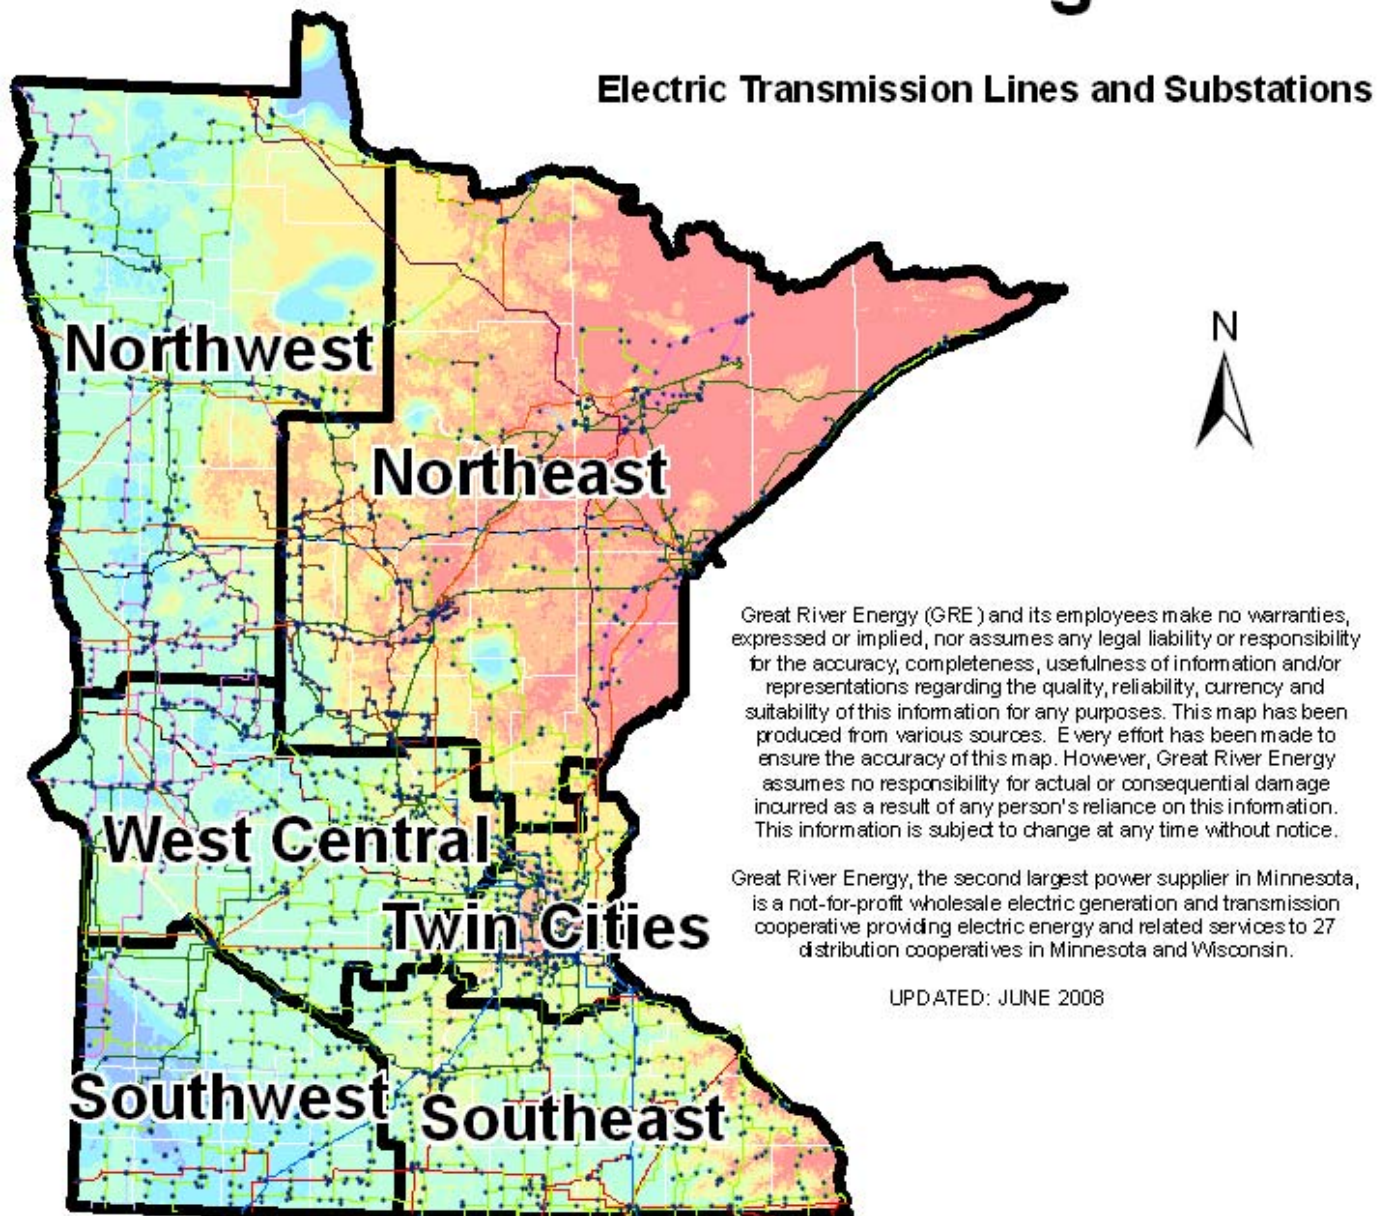 Electric Transmission Lines and Substations
N
Northwest
Northeast
Great River Energy (GRE) and its employees make no warranties,
expressed or implied, nor assumes any legal liability or responsibility
for the accuracy, completeness, usefulness of information and/or
representations regarding the quality, reliability, currency and
suitability of this information for any purposes. This map has been
produced from various sources. Every effort has been made to
ensure the accuracy of this map. However, Great River Energy
assumes no responsibility for actual or consequential damage
incurred as a result of any person's reliance on this information.
This information is subject to change at any time without notice.
West Central
Great River Energy, the second largest power supplier in Minnesota,
is a not-for-profit wholesale electric generation and transmission
cooperative providing electric energy and related services to 27
distribution cooperatives in Minnesota and Wisconsin.
Twin Cities
UPDATED: JUNE 2008
Southwest
Southeast